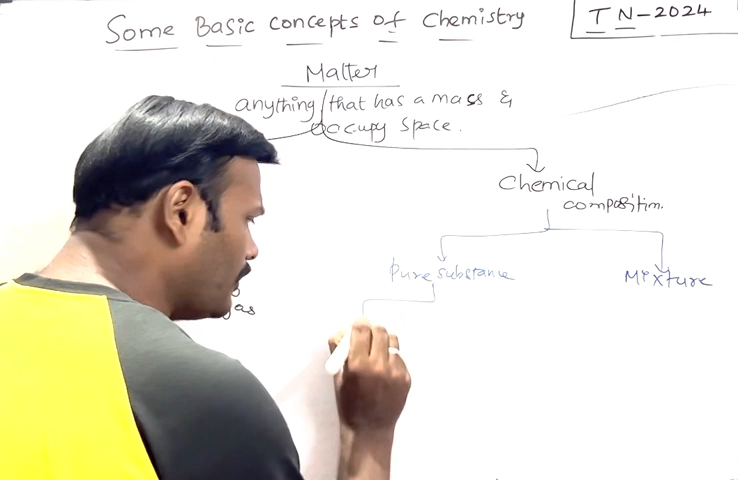 Some Basic concepts of Chemistry
TN-2024
Matter
anything that has a mass &
occupy space.
Chemical
composition.
Pure substance
Mixture
gas